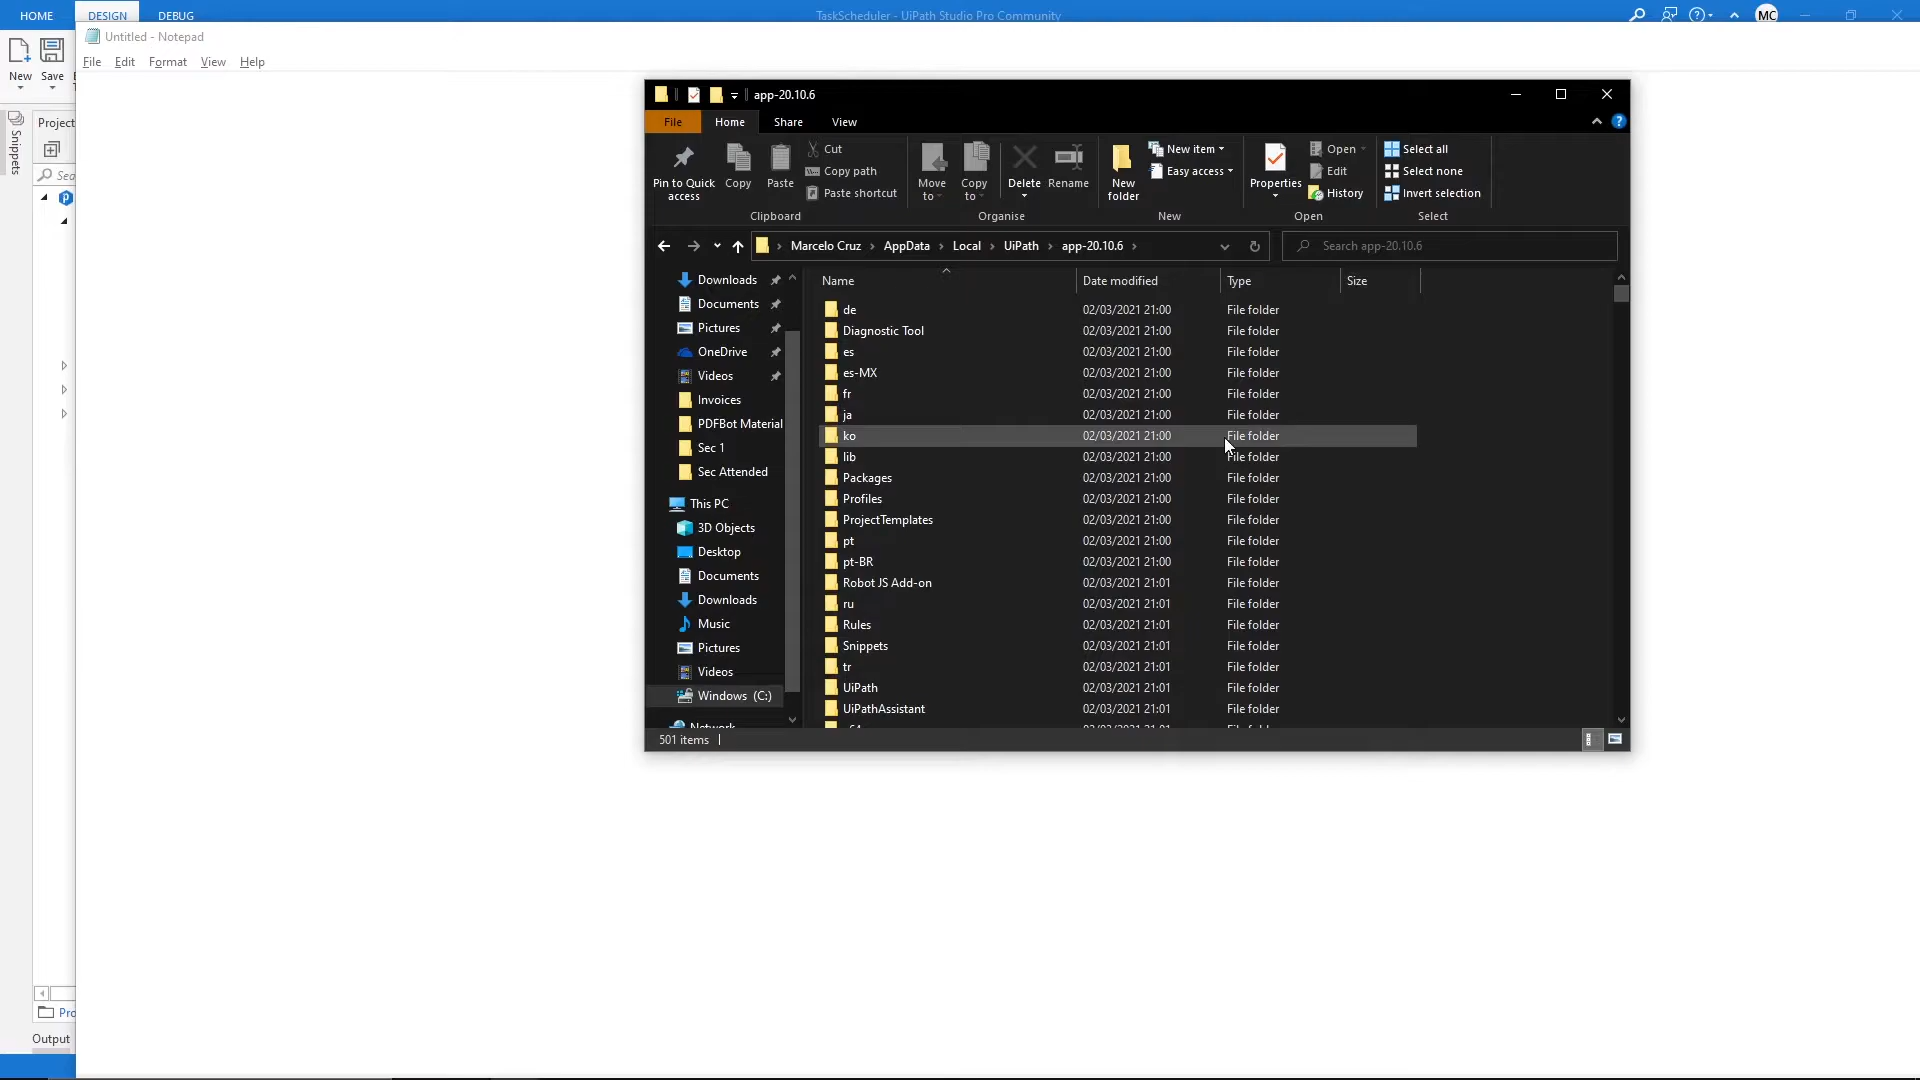 HOME DESIGN DEBUG TaskScheduler - UiPath Studio Pro Community MC
New Save
Untitled - Notepad
File Edit Format View Help
Snippets
Project
Sea
Pro
Output
app-20.10.6
File Home Share View
Pin to Quick access
Copy
Paste
Cut
Copy path
Paste shortcut
Clipboard
Move to
Copy to
Delete
Rename
Organise
New folder
New item
Easy access
New
Properties
Open
Edit
History
Open
Select all
Select none
Invert selection
Select
Marcelo Cruz › AppData › Local › UiPath › app-20.10.6 ›
Search app-20.10.6
Downloads
Documents
Pictures
OneDrive
Videos
Invoices
PDFBot Material
Sec 1
Sec Attended
This PC
3D Objects
Desktop
Documents
Downloads
Music
Pictures
Videos
Windows (C:)
Network
Name Date modified Type Size
de 02/03/2021 21:00 File folder
Diagnostic Tool 02/03/2021 21:00 File folder
es 02/03/2021 21:00 File folder
es-MX 02/03/2021 21:00 File folder
fr 02/03/2021 21:00 File folder
ja 02/03/2021 21:00 File folder
ko 02/03/2021 21:00 File folder
lib 02/03/2021 21:00 File folder
Packages 02/03/2021 21:00 File folder
Profiles 02/03/2021 21:00 File folder
ProjectTemplates 02/03/2021 21:00 File folder
pt 02/03/2021 21:00 File folder
pt-BR 02/03/2021 21:00 File folder
Robot JS Add-on 02/03/2021 21:01 File folder
ru 02/03/2021 21:01 File folder
Rules 02/03/2021 21:01 File folder
Snippets 02/03/2021 21:01 File folder
tr 02/03/2021 21:01 File folder
UiPath 02/03/2021 21:01 File folder
UiPathAssistant 02/03/2021 21:01 File folder
501 items